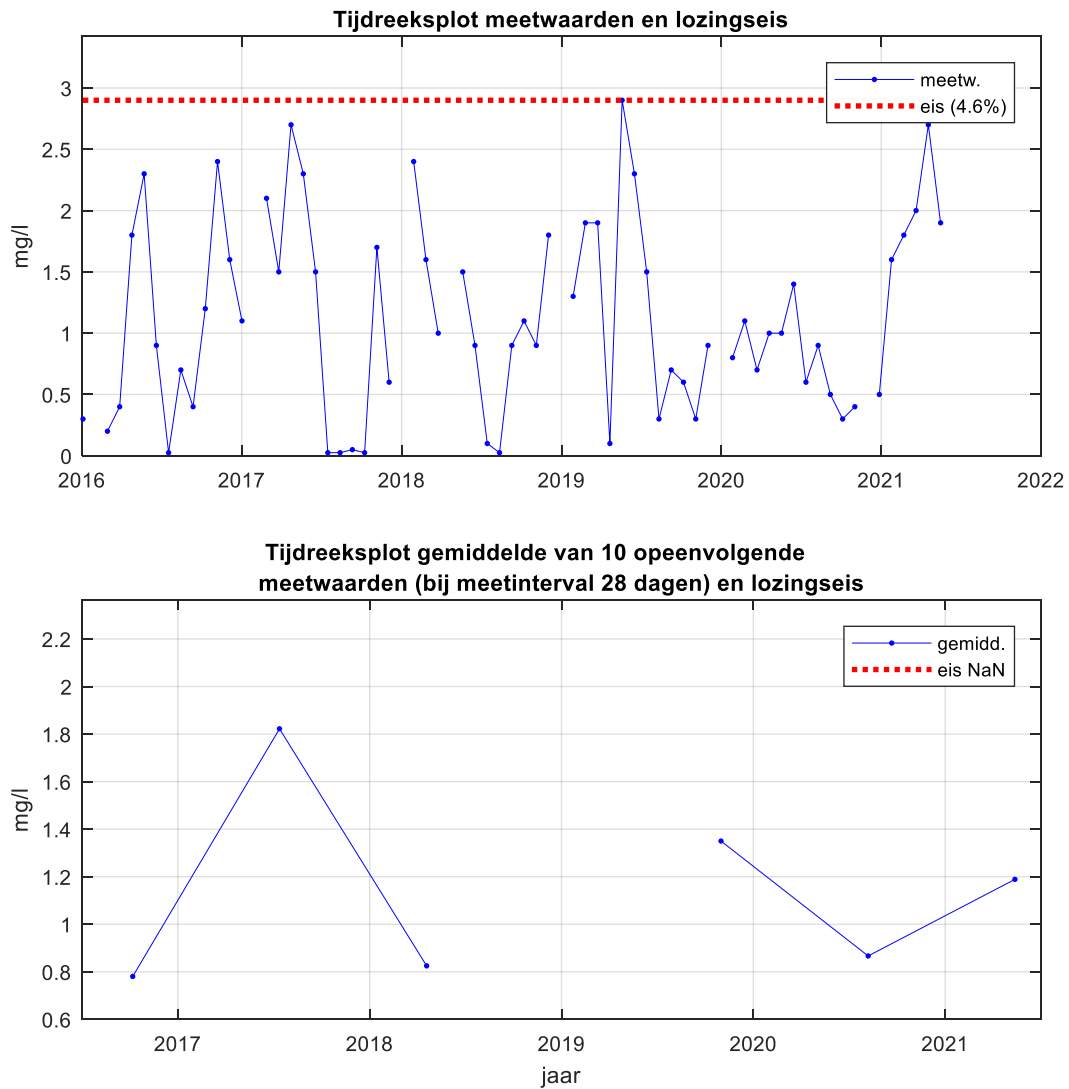 Tijdreeksplot meetwaarden en lozingseis
3
2.5
2
1.5
1
0.5
0
mg/l
meetw.
eis (4.6%)
2016 2017 2018 2019 2020 2021 2022
Tijdreeksplot gemiddelde van 10 opeenvolgende
meetwaarden (bij meetinterval 28 dagen) en lozingseis
2.2
2
1.8
1.6
1.4
1.2
1
0.8
0.6
mg/l
gemidd.
eis NaN
2017 2018 2019 2020 2021
jaar